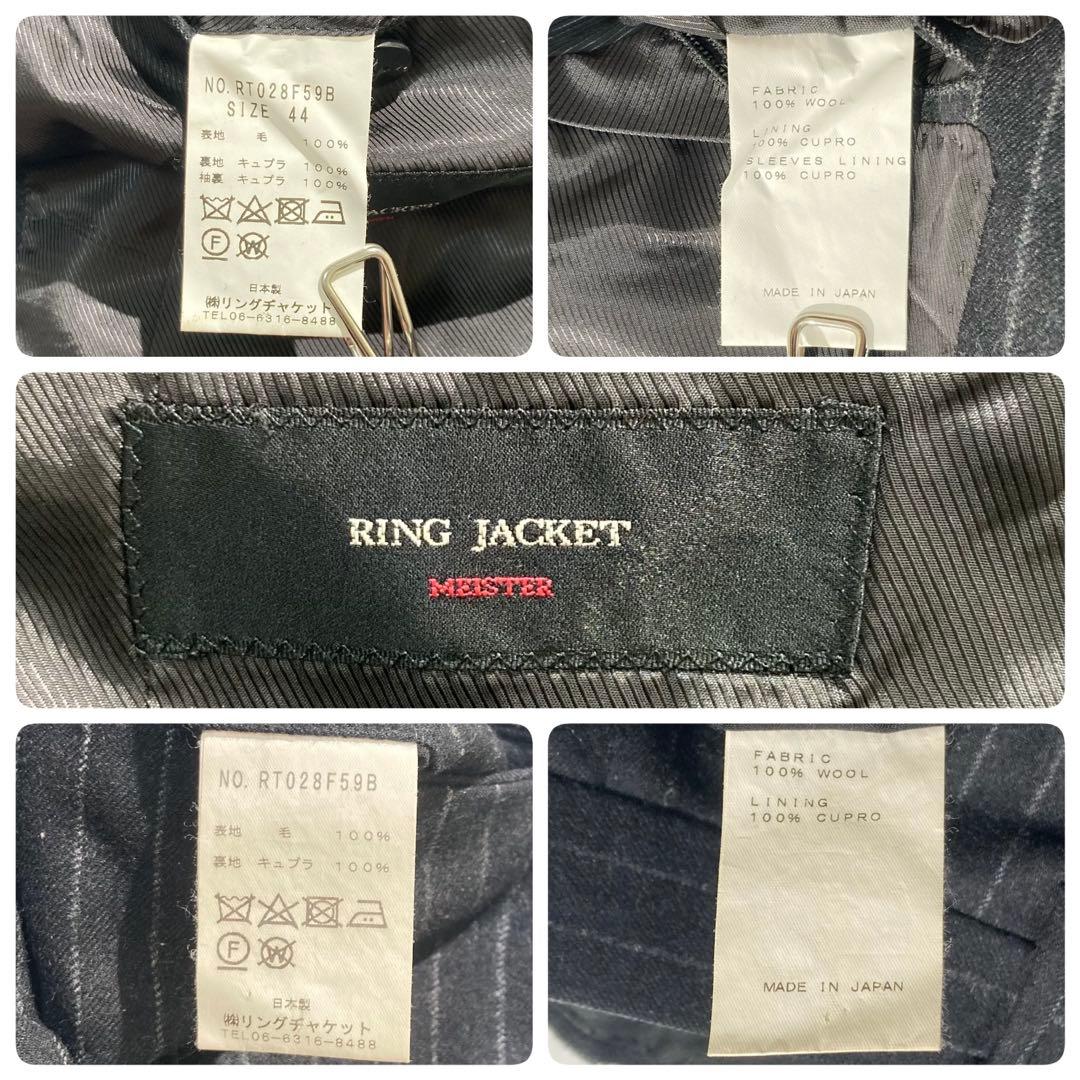 NO. RT028F59B
SIZE 44
表地 毛 100%
裏地 キュプラ 100%
袖裏 キュプラ 100%
F W
日本製
㈱リングヂャケット
TEL06-6316-8488
FABRIC
100% WOOL
LINING
100% CUPRO
SLEEVES LINING
100% CUPRO
MADE IN JAPAN
RING JACKET
MEISTER
NO. RT028F59B
表地 毛 100%
裏地 キュプラ 100%
F W
日本製
㈱リングヂャケット
TEL06-6316-8488
FABRIC
100% WOOL
LINING
100% CUPRO
MADE IN JAPAN